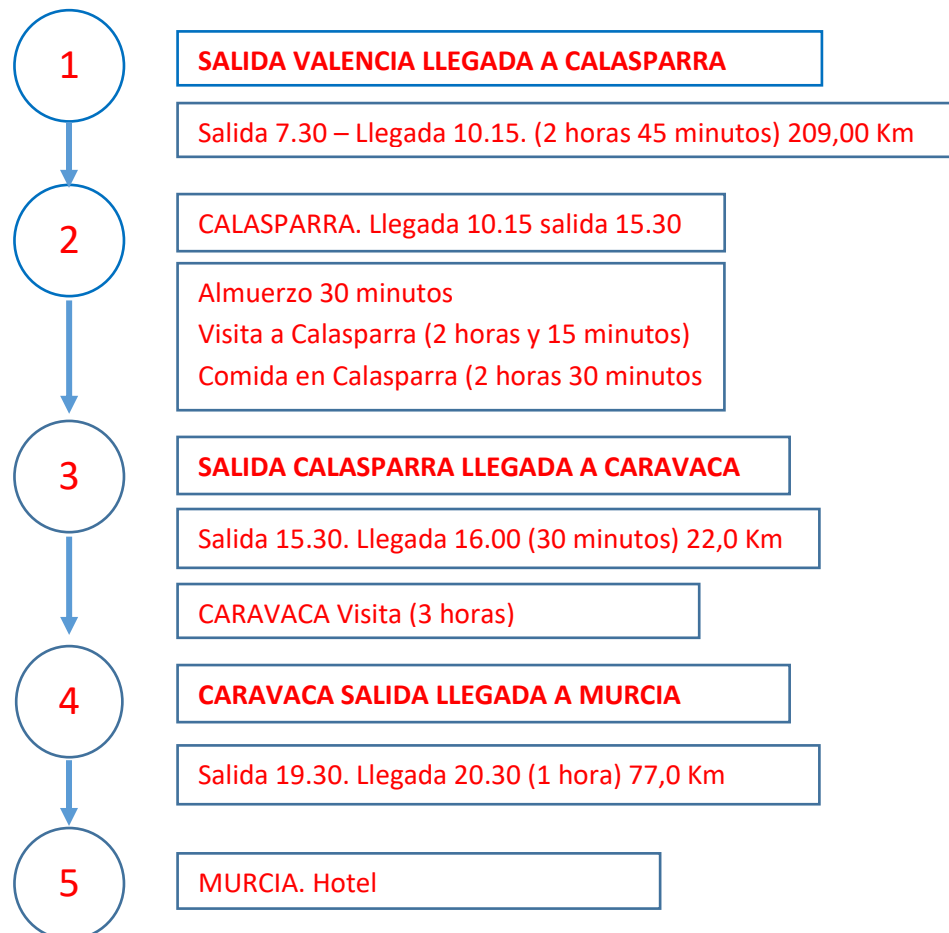 1
SALIDA VALENCIA LLEGADA A CALASPARRA
Salida 7.30 – Llegada 10.15. (2 horas 45 minutos) 209,00 Km
2
CALASPARRA. Llegada 10.15 salida 15.30
Almuerzo 30 minutos
Visita a Calasparra (2 horas y 15 minutos)
Comida en Calasparra (2 horas 30 minutos
3
SALIDA CALASPARRA LLEGADA A CARAVACA
Salida 15.30. Llegada 16.00 (30 minutos) 22,0 Km
CARAVACA Visita (3 horas)
4
CARAVACA SALIDA LLEGADA A MURCIA
Salida 19.30. Llegada 20.30 (1 hora) 77,0 Km
5
MURCIA. Hotel